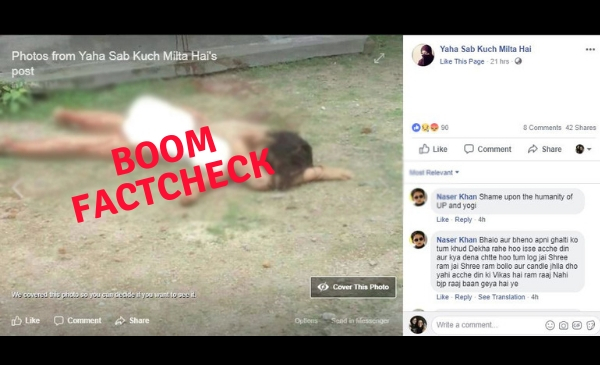 Photos from Yaha Sab Kuch Milta Hai's
post
BOOM
FACTCHECK
Cover This Photo
We covered this photo so you can decide if you want to see it.
Like Comment Share
Options Send in Messenger
Yaha Sab Kuch Milta Hai
Like This Page · 21 hrs ·
90
8 Comments 42 Shares
Like Comment Share
Most Relevant
Naser Khan Shame upon the humanity of
UP and yogi
Like · Reply · 4h
Naser Khan Bhaio aur bheno apni ghalti ko
tum khud Dekha rahe hoo isse acche din
aur kya dena chtte hoo tum log jai Shree
ram jai Shree ram bollo aur candle jhlla dho
yahi acche din ki Vikas hai ram raaj Nahi
bjp raaj baan geya hai ye
Like · Reply · See Translation · 4h
Write a comment...